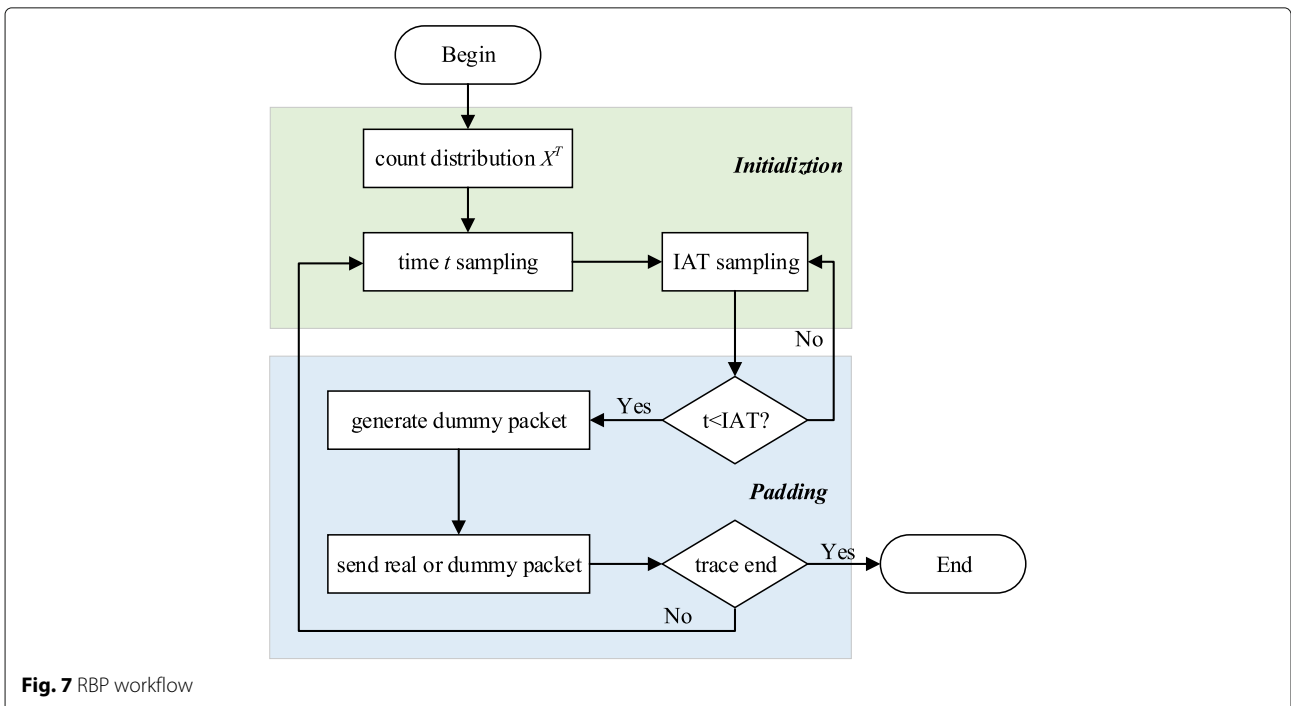 Begin
count distribution X^T
Initializtion
time t sampling
IAT sampling
No
generate dummy packet
Yes
t<IAT?
Padding
send real or dummy packet
trace end
Yes
End
No
Fig. 7 RBP workflow